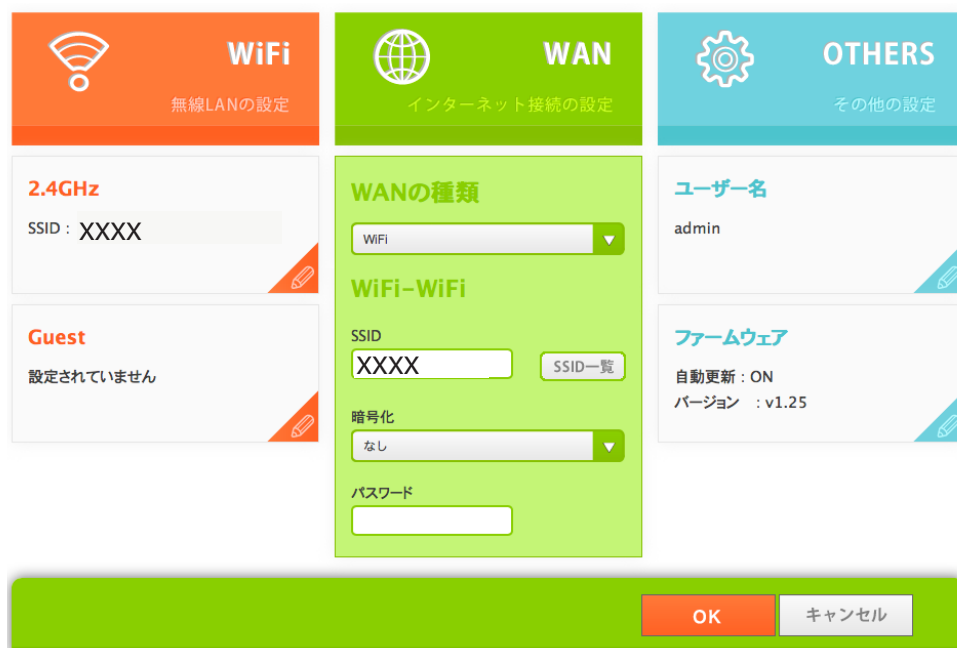 WiFi
無線LANの設定
WAN
インターネット接続の設定
OTHERS
その他の設定
2.4GHz
SSID : XXXX
Guest
設定されていません
WANの種類
WiFi
WiFi-WiFi
SSID
XXXX
SSID一覧
暗号化
なし
パスワード
ユーザー名
admin
ファームウェア
自動更新 : ON
バージョン : v1.25
OK
キャンセル